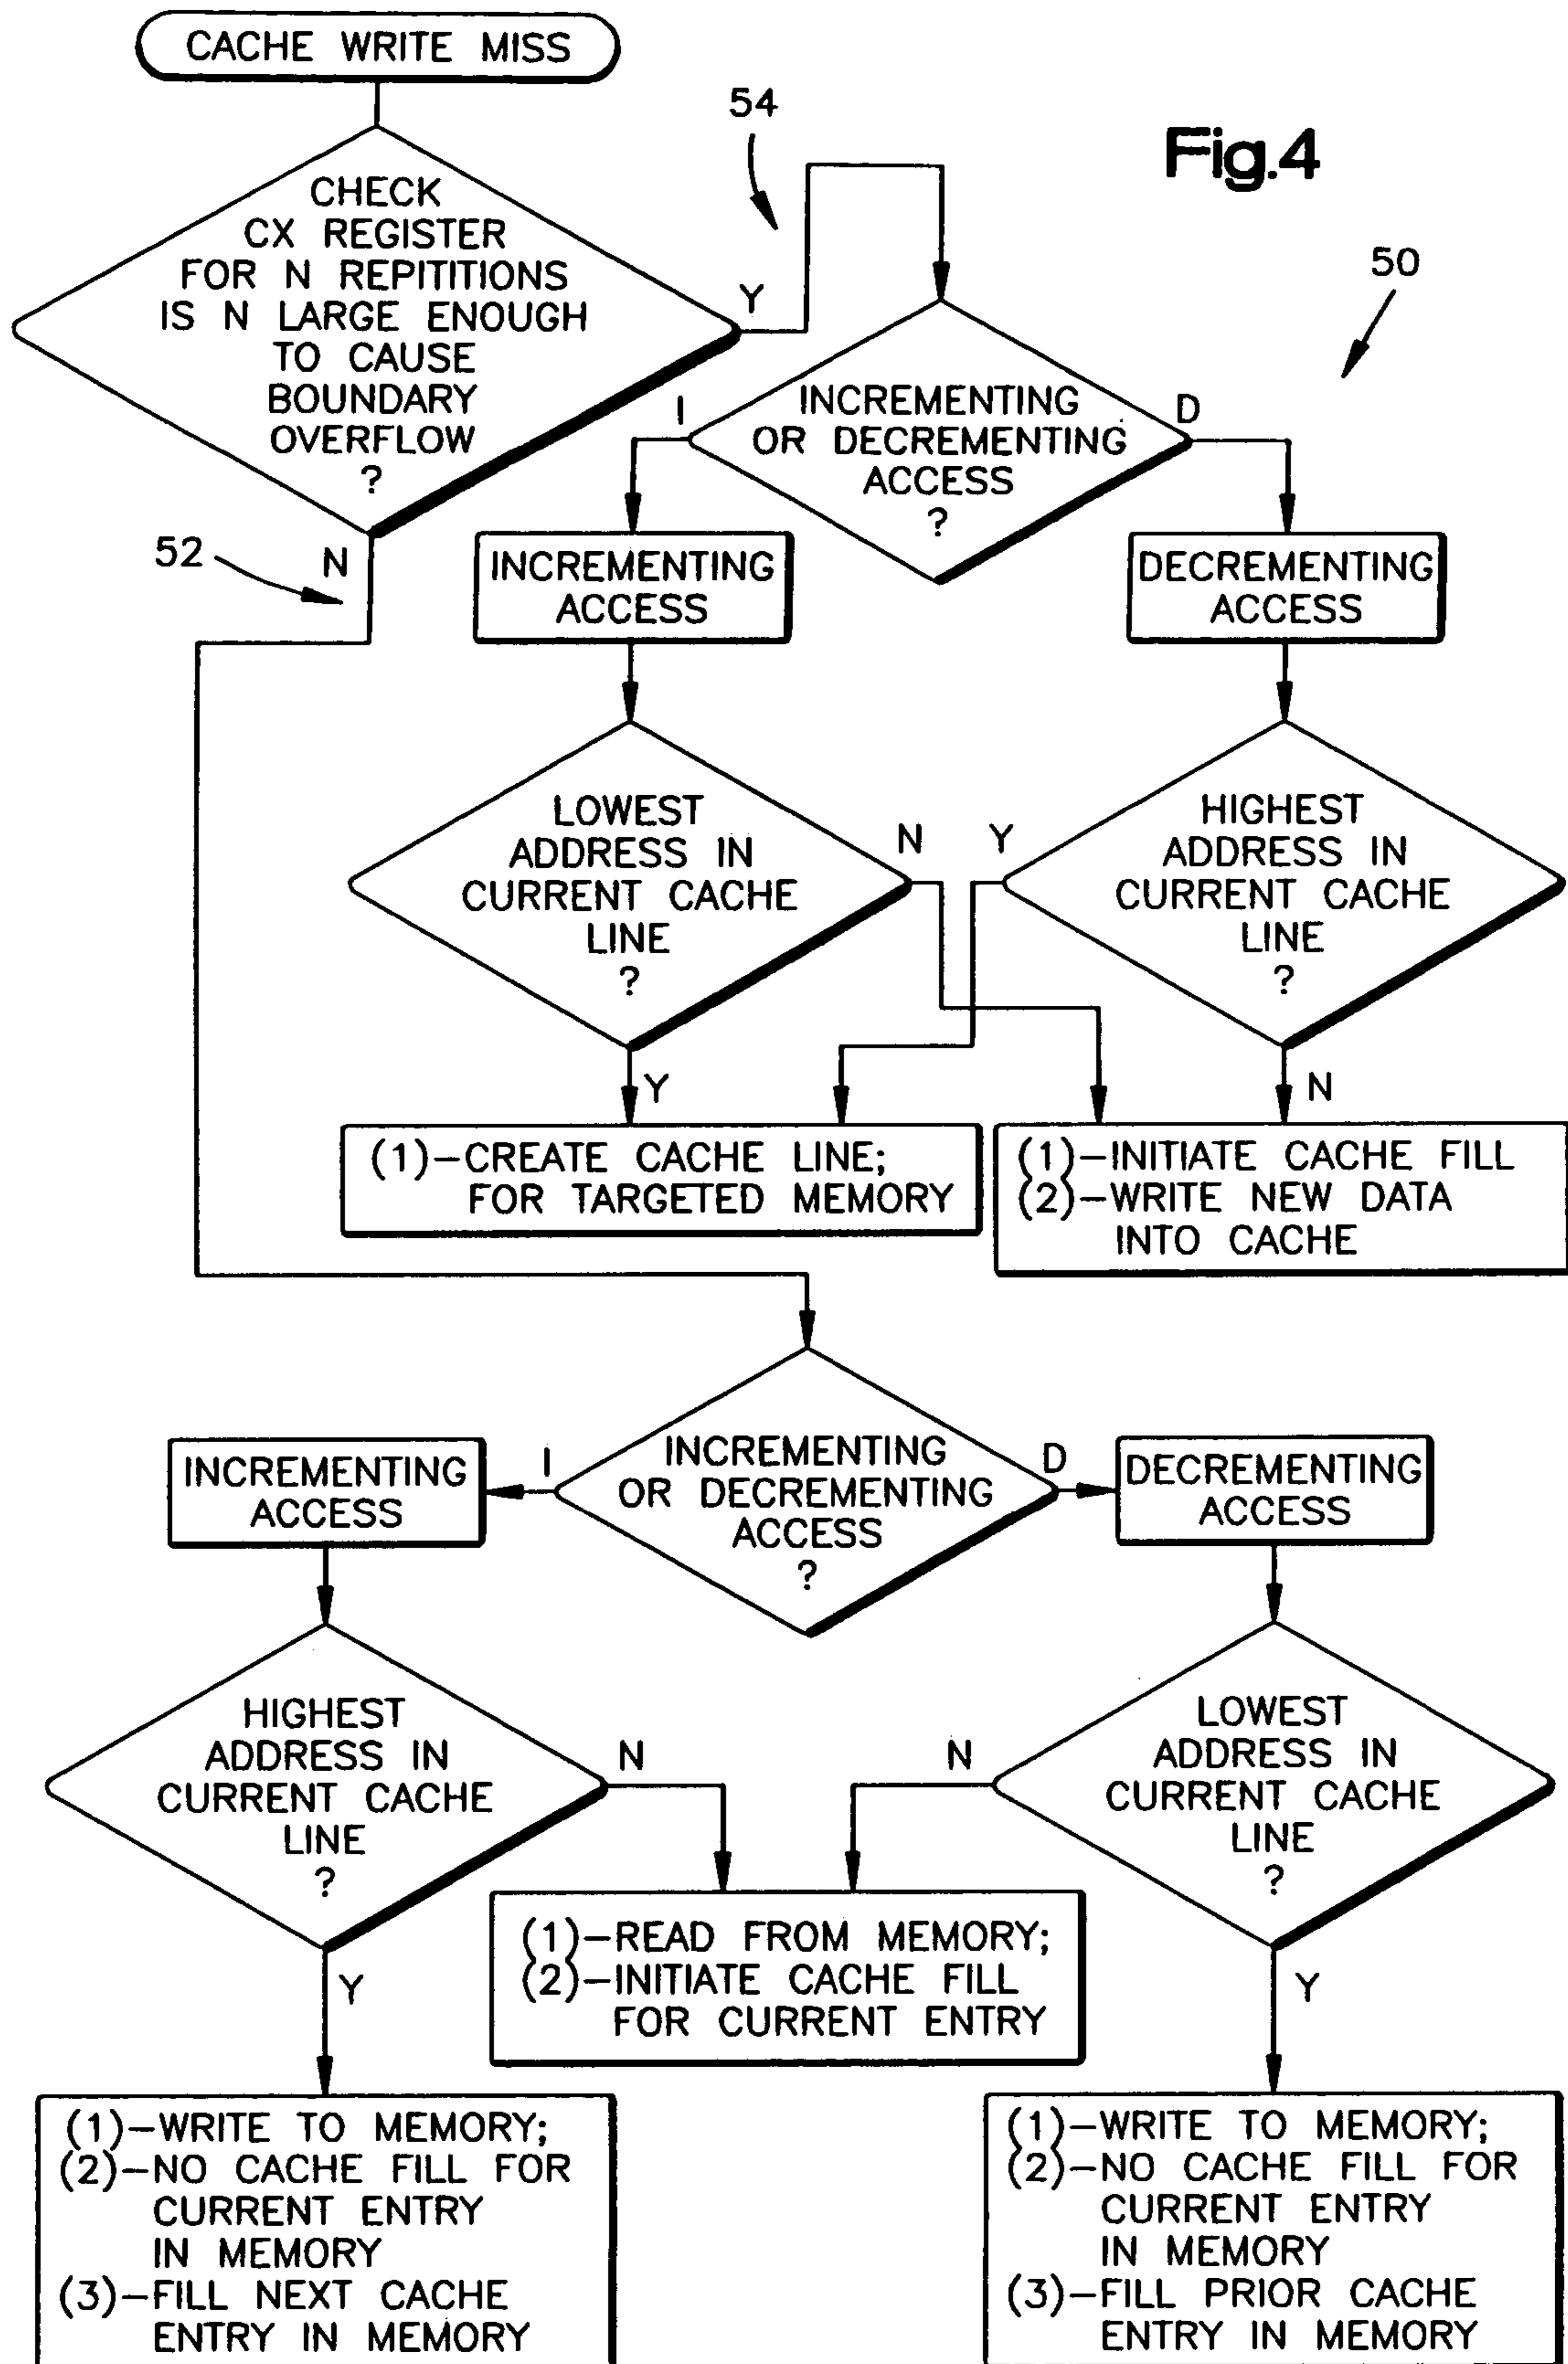 CACHE WRITE MISS
54
Fig.4
CHECK
CX REGISTER
FOR N REPITITIONS
IS N LARGE ENOUGH
TO CAUSE
BOUNDARY
OVERFLOW
?
Y
50
INCREMENTING
OR DECREMENTING
ACCESS
?
I
D
52
N
INCREMENTING
ACCESS
DECREMENTING
ACCESS
LOWEST
ADDRESS IN
CURRENT CACHE
LINE
?
N
Y
HIGHEST
ADDRESS IN
CURRENT CACHE
LINE
?
Y
N
(1)-CREATE CACHE LINE;
FOR TARGETED MEMORY
(1)-INITIATE CACHE FILL
(2)-WRITE NEW DATA
INTO CACHE
INCREMENTING
ACCESS
I
INCREMENTING
OR DECREMENTING
ACCESS
?
D
DECREMENTING
ACCESS
HIGHEST
ADDRESS IN
CURRENT CACHE
LINE
?
N
N
LOWEST
ADDRESS IN
CURRENT CACHE
LINE
?
Y
(1)-READ FROM MEMORY;
(2)-INITIATE CACHE FILL
FOR CURRENT ENTRY
Y
(1)-WRITE TO MEMORY;
(2)-NO CACHE FILL FOR
CURRENT ENTRY
IN MEMORY
(3)-FILL NEXT CACHE
ENTRY IN MEMORY
(1)-WRITE TO MEMORY;
(2)-NO CACHE FILL FOR
CURRENT ENTRY
IN MEMORY
(3)-FILL PRIOR CACHE
ENTRY IN MEMORY